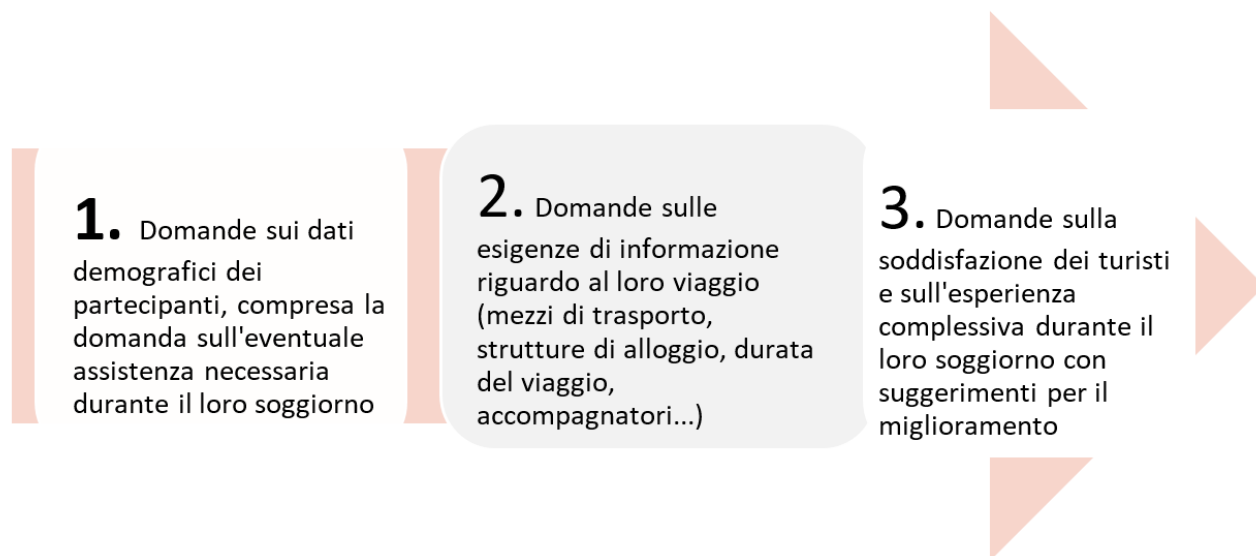 1. Domande sui dati
demografici dei
partecipanti, compresa la
domanda sull'eventuale
assistenza necessaria
durante il loro soggiorno
2. Domande sulle
esigenze di informazione
riguardo al loro viaggio
(mezzi di trasporto,
strutture di alloggio, durata
del viaggio,
accompagnatori...)
3. Domande sulla
soddisfazione dei turisti
e sull'esperienza
complessiva durante il
loro soggiorno con
suggerimenti per il
miglioramento